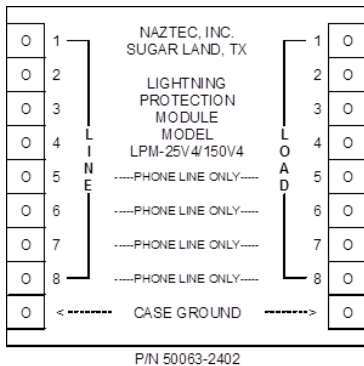 NAZTEC, INC.
SUGAR LAND, TX
LIGHTNING
PROTECTION
MODULE
MODEL
LPM-25V4/150V4
O 1 1 O
O 2 2 O
O 3 3 O
O 4 4 O
O 5 -----PHONE LINE ONLY----- 5 O
O 6 -----PHONE LINE ONLY----- 6 O
O 7 -----PHONE LINE ONLY----- 7 O
O 8 -----PHONE LINE ONLY----- 8 O
O <--------- CASE GROUND ---------> O
LINE
LOAD
P/N 50063-2402